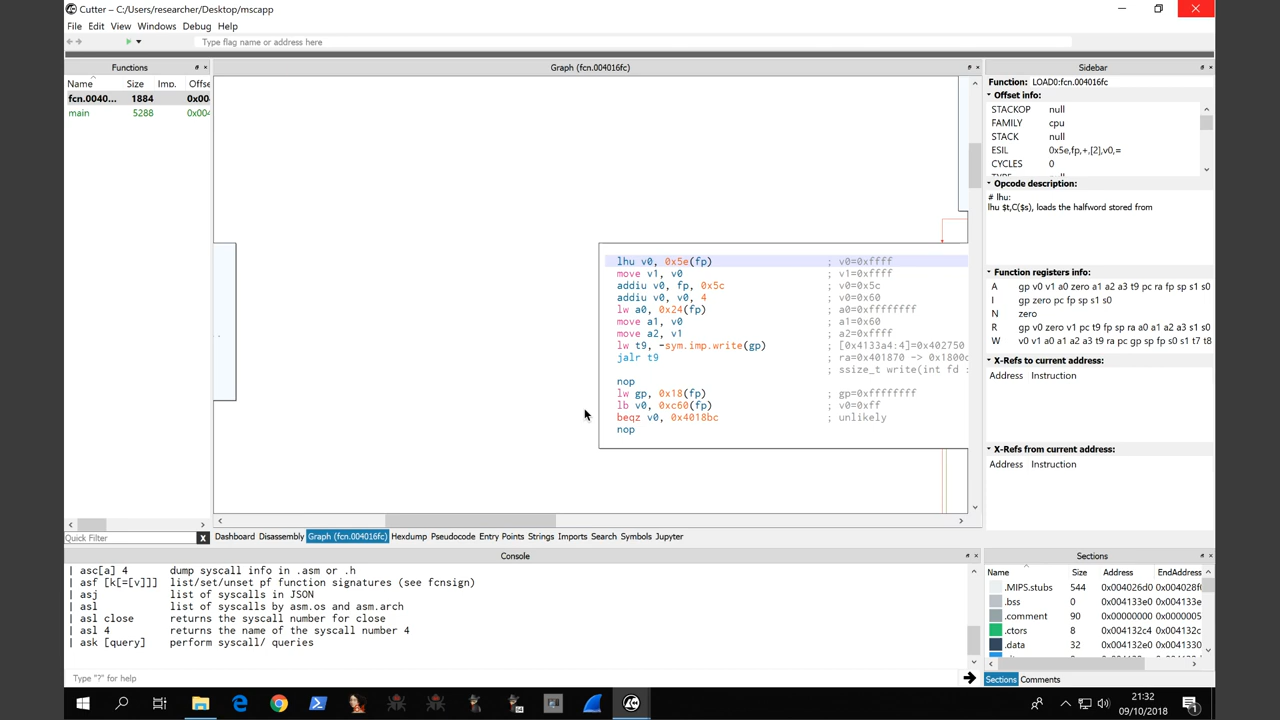 Cutter – C:/Users/researcher/Desktop/mscapp
File Edit View Windows Debug Help
Type flag name or address here
Functions
Name Size Imp. Offse
fcn.0040... 1884 0x00
main 5288 0x004
Quick Filter X
Graph (fcn.004016fc)
lhu v0, 0x5e(fp) ; v0=0xffff
move v1, v0 ; v1=0xffff
addiu v0, fp, 0x5c ; v0=0x5c
addiu v0, v0, 4 ; v0=0x60
lw a0, 0x24(fp) ; a0=0xffffffff
move a1, v0 ; a1=0x60
move a2, v1 ; a2=0xffff
lw t9, -sym.imp.write(gp) ; [0x4133a4:4]=0x402750
jalr t9 ; ra=0x401870 -> 0x1800c
; ssize_t write(int fd
nop
lw gp, 0x18(fp) ; gp=0xffffffff
lb v0, 0xc60(fp) ; v0=0xff
beqz v0, 0x4018bc ; unlikely
nop
Dashboard Disassembly Graph (fcn.004016fc) Hexdump Pseudocode Entry Points Strings Imports Search Symbols Jupyter
Sidebar
Function: LOAD0:fcn.004016fc
Offset info:
STACKOP null
FAMILY cpu
STACK null
ESIL 0x5e,fp,+,[2],v0,=
CYCLES 0
Opcode description:
# lhu:
lhu $t,C($s), loads the halfword stored from
Function registers info:
A gp v0 v1 a0 zero a1 a2 a3 t9 pc ra fp sp s1 s0
I gp zero pc fp sp s1 s0
N zero
R gp v0 zero v1 pc t9 fp sp ra a0 a1 a2 a3 s1 s0
W v0 v1 a0 a1 a2 a3 t9 ra pc gp sp fp s0 s1 t7 t8
X-Refs to current address:
Address Instruction
X-Refs from current address:
Address Instruction
Console
| asc[a] 4 dump syscall info in .asm or .h
| asf [k[=[v]]] list/set/unset pf function signatures (see fcnsign)
| asj list of syscalls in JSON
| asl list of syscalls by asm.os and asm.arch
| asl close returns the syscall number for close
| asl 4 returns the name of the syscall number 4
| ask [query] perform syscall/ queries
Type "?" for help
Sections
Name Size Address EndAddress
.MIPS.stubs 544 0x004026d0 0x004028f0
.bss 0 0x004133e0 0x004133e
.comment 90 0x00000000 0x0000005
.ctors 8 0x004132c4 0x004132c
.data 32 0x004132e0 0x0041330
Sections Comments
64
21:32
09/10/2018
1